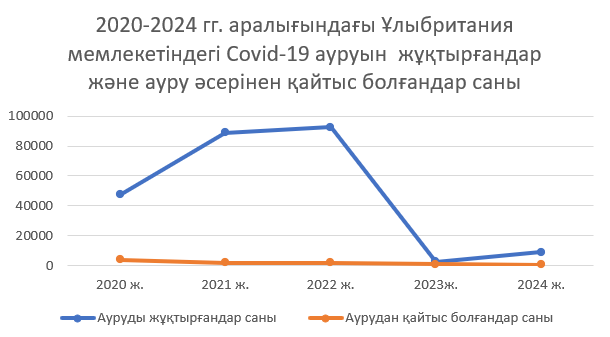 2020-2024 гг. аралығындағы Ұлыбритания
мемлекетіндегі Covid-19 ауруын  жұқтырғандар
және ауру әсерінен қайтыс болғандар саны
100000
80000
60000
40000
20000
0
2020 ж.
2021 ж.
2022 ж.
2023ж.
2024 ж.
Ауруды жұқтырғандар саны
Аурудан қайтыс болғандар саны